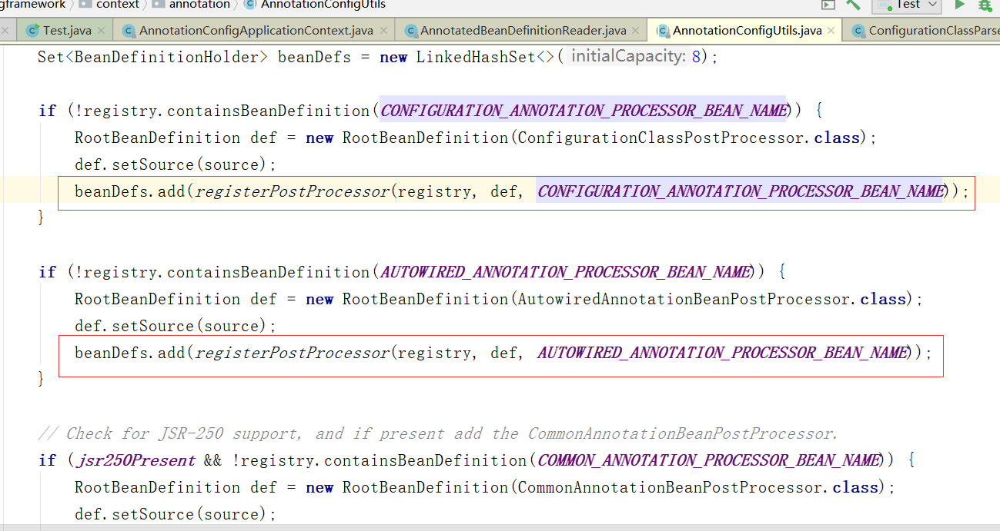 gframework context annotation AnnotationConfigUtils Test
Test.java AnnotationConfigApplicationContext.java AnnotatedBeanDefinitionReader.java AnnotationConfigUtils.java ConfigurationClassParse
Set<BeanDefinitionHolder> beanDefs = new LinkedHashSet<>( initialCapacity: 8);
if (!registry.containsBeanDefinition(CONFIGURATION_ANNOTATION_PROCESSOR_BEAN_NAME)) {
RootBeanDefinition def = new RootBeanDefinition(ConfigurationClassPostProcessor.class);
def.setSource(source);
beanDefs.add(registerPostProcessor(registry, def, CONFIGURATION_ANNOTATION_PROCESSOR_BEAN_NAME));
}
if (!registry.containsBeanDefinition(AUTOWIRED_ANNOTATION_PROCESSOR_BEAN_NAME)) {
RootBeanDefinition def = new RootBeanDefinition(AutowiredAnnotationBeanPostProcessor.class);
def.setSource(source);
beanDefs.add(registerPostProcessor(registry, def, AUTOWIRED_ANNOTATION_PROCESSOR_BEAN_NAME));
}
// Check for JSR-250 support, and if present add the CommonAnnotationBeanPostProcessor.
if (jsr250Present && !registry.containsBeanDefinition(COMMON_ANNOTATION_PROCESSOR_BEAN_NAME)) {
RootBeanDefinition def = new RootBeanDefinition(CommonAnnotationBeanPostProcessor.class);
def.setSource(source);